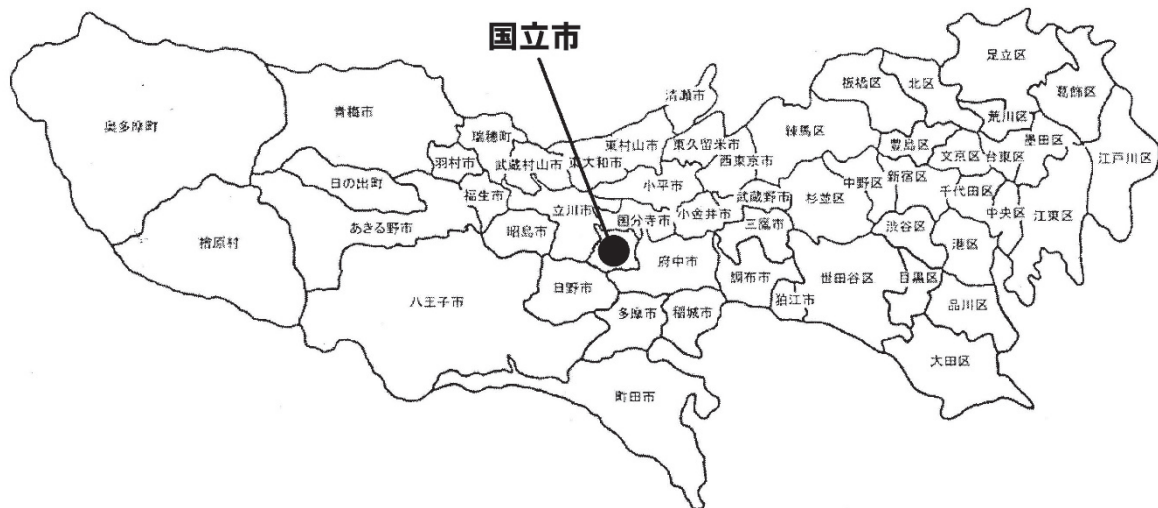 国立市
足立区
葛飾区
板橋区
北区
清瀬市
荒川区
墨田区
青梅市
奥多摩町
瑞穂町
東村山市
東久留米市
練馬区
豊島区
文京区
台東区
江戸川区
羽村市
武蔵村山市
東大和市
西東京市
新宿区
日の出町
福生市
小平市
武蔵野市
杉並区
中野区
千代田区
立川市
国分寺市
小金井市
中央区
江東区
あきる野市
昭島市
三鷹市
渋谷区
檜原村
府中市
港区
八王子市
日野市
調布市
世田谷区
目黒区
狛江市
品川区
多摩市
稲城市
大田区
町田市